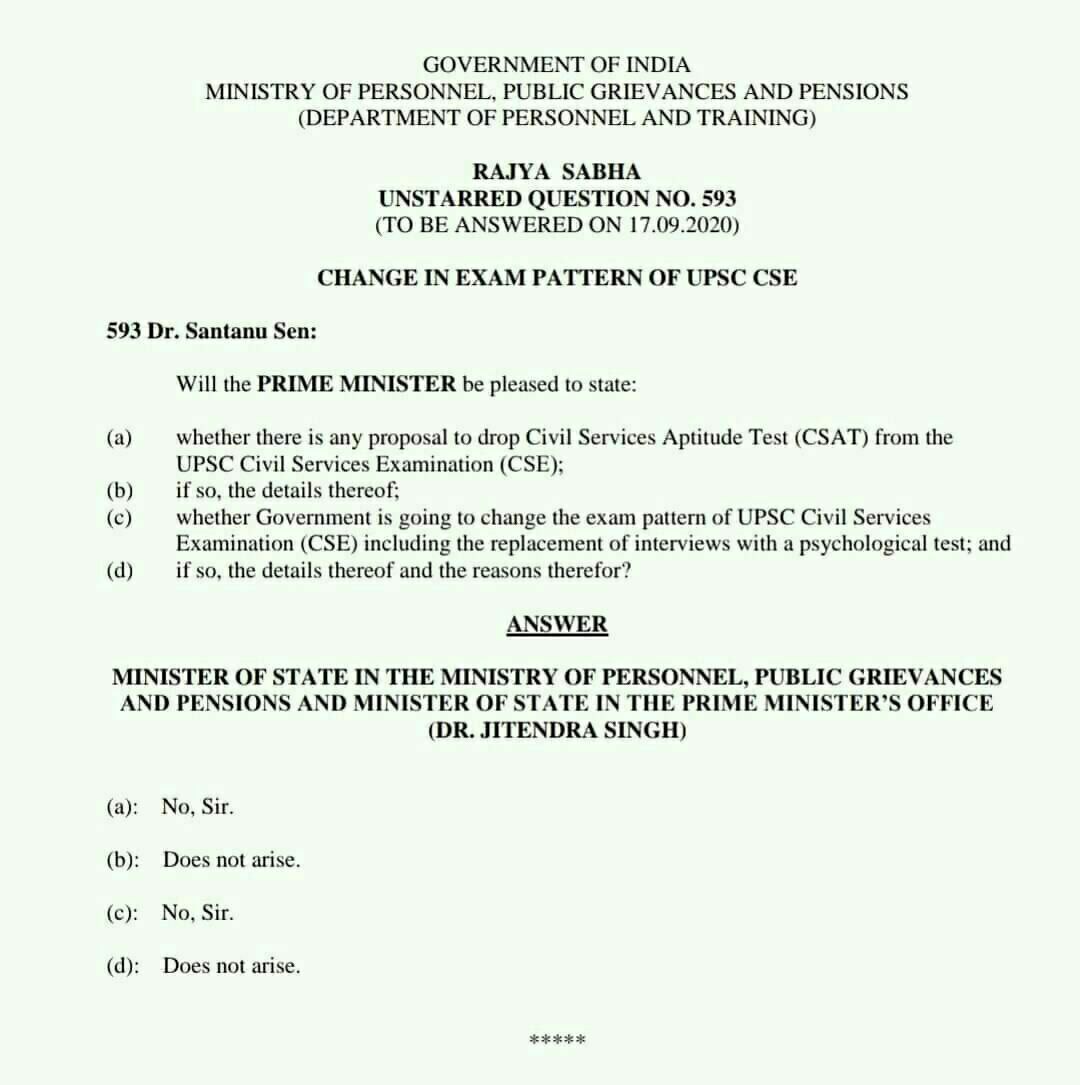 GOVERNMENT OF INDIA
MINISTRY OF PERSONNEL, PUBLIC GRIEVANCES AND PENSIONS
(DEPARTMENT OF PERSONNEL AND TRAINING)
RAJYA SABHA
UNSTARRED QUESTION NO. 593
(TO BE ANSWERED ON 17.09.2020)
CHANGE IN EXAM PATTERN OF UPSC CSE
593 Dr. Santanu Sen:
Will the PRIME MINISTER be pleased to state:
(a) whether there is any proposal to drop Civil Services Aptitude Test (CSAT) from the
UPSC Civil Services Examination (CSE);
(b) if so, the details thereof;
(c) whether Government is going to change the exam pattern of UPSC Civil Services
Examination (CSE) including the replacement of interviews with a psychological test; and
(d) if so, the details thereof and the reasons therefor?
ANSWER
MINISTER OF STATE IN THE MINISTRY OF PERSONNEL, PUBLIC GRIEVANCES
AND PENSIONS AND MINISTER OF STATE IN THE PRIME MINISTER'S OFFICE
(DR. JITENDRA SINGH)
(a): No, Sir.
(b): Does not arise.
(c): No, Sir.
(d): Does not arise.
*****